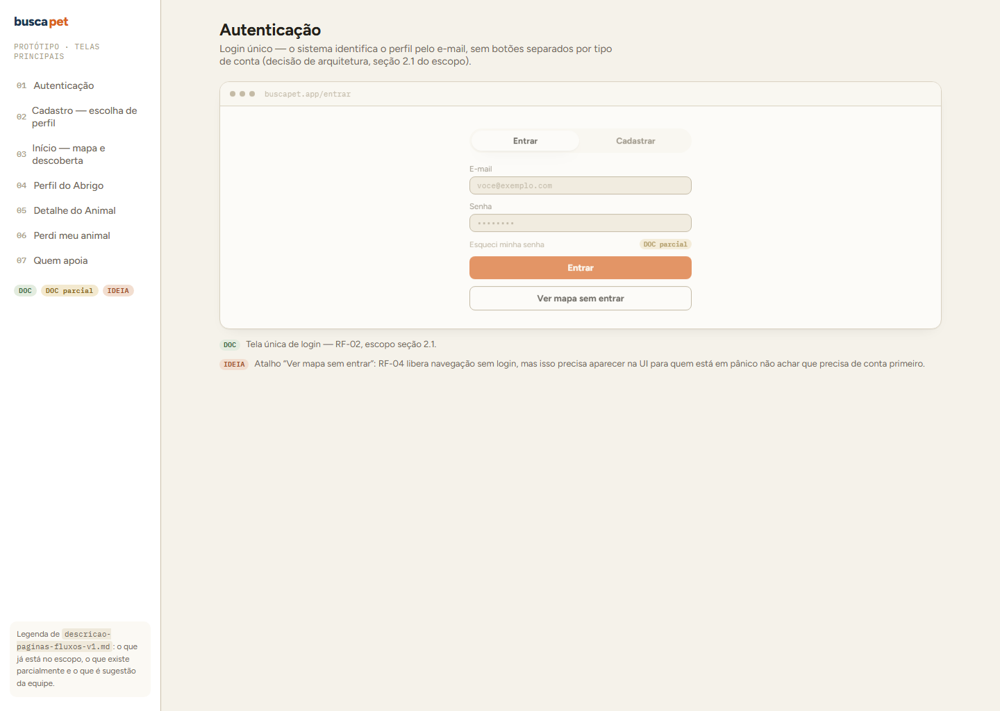 buscapet
PROTÓTIPO · TELAS
PRINCIPAIS
01 Autenticação
02 Cadastro — escolha de
perfil
03 Início — mapa e
descoberta
04 Perfil do Abrigo
05 Detalhe do Animal
06 Perdi meu animal
07 Quem apoia
DOC DOC parcial IDEIA
Legenda de descricao-
paginas-fluxos-v1.md: o que
já está no escopo, o que existe
parcialmente e o que é sugestão
da equipe.
Autenticação
Login único — o sistema identifica o perfil pelo e-mail, sem botões separados por tipo
de conta (decisão de arquitetura, seção 2.1 do escopo).
buscapet.app/entrar
Entrar Cadastrar
E-mail
voce@exemplo.com
Senha
••••••••
Esqueci minha senha DOC parcial
Entrar
Ver mapa sem entrar
DOC Tela única de login — RF-02, escopo seção 2.1.
IDEIA Atalho “Ver mapa sem entrar”: RF-04 libera navegação sem login, mas isso precisa aparecer na UI para quem está em pânico não achar que precisa de conta primeiro.